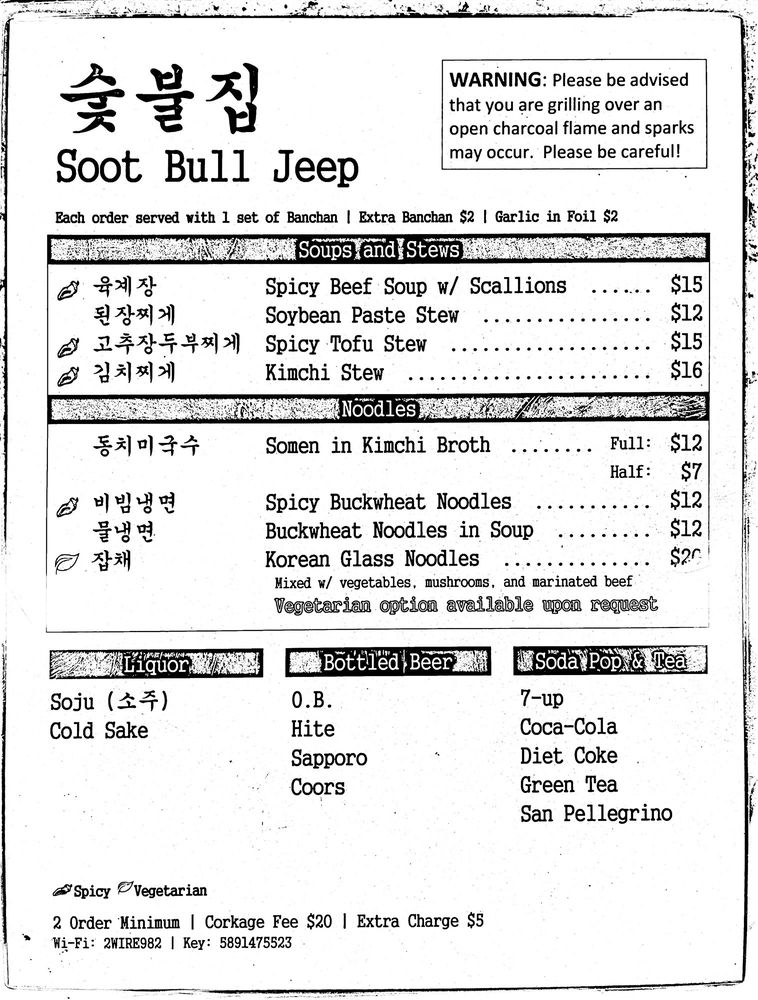 숯불집
Soot Bull Jeep
WARNING: Please be advised
that you are grilling over an
open charcoal flame and sparks
may occur. Please be careful!
Each order served with 1 set of Banchan | Extra Banchan $2 | Garlic in Foil $2
Soups and Stews
육계장 Spicy Beef Soup w/ Scallions ...... $15
된장찌게 Soybean Paste Stew ................ $12
고추장두부찌게 Spicy Tofu Stew ................... $15
김치찌게 Kimchi Stew ....................... $16
Noodles
동치미국수 Somen in Kimchi Broth ........ Full: $12
Half: $7
비빔냉면 Spicy Buckwheat Noodles ........... $12
물냉면 Buckwheat Noodles in Soup ......... $12
잡채 Korean Glass Noodles ..............
Mixed w/ vegetables, mushrooms, and marinated beef
Vegetarian option available upon request
Liquor
Soju (소주)
Cold Sake
Bottled Beer
O.B.
Hite
Sapporo
Coors
Soda Pop & Tea
7-up
Coca-Cola
Diet Coke
Green Tea
San Pellegrino
Spicy Vegetarian
2 Order Minimum | Corkage Fee $20 | Extra Charge $5
Wi-Fi: 2WIRE982 | Key: 5891475523